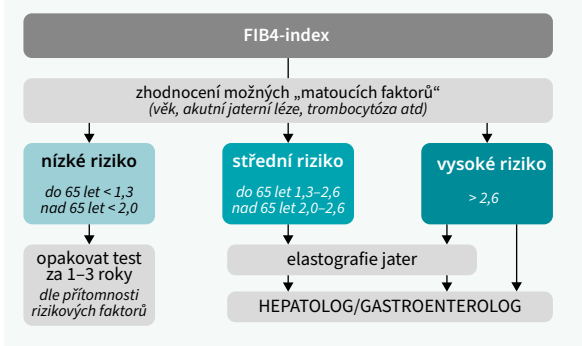 FIB4-index
zhodnocení možných „matoucích faktorů“
(věk, akutní jaterní léze, trombocytóza atd)
nízké riziko
do 65 let < 1,3
nad 65 let < 2,0
střední riziko
do 65 let 1,3–2,6
nad 65 let 2,0–2,6
vysoké riziko
> 2,6
opakovat test
za 1–3 roky
dle přítomnosti
rizikových faktorů
elastografie jater
HEPATOLOG/GASTROENTEROLOG